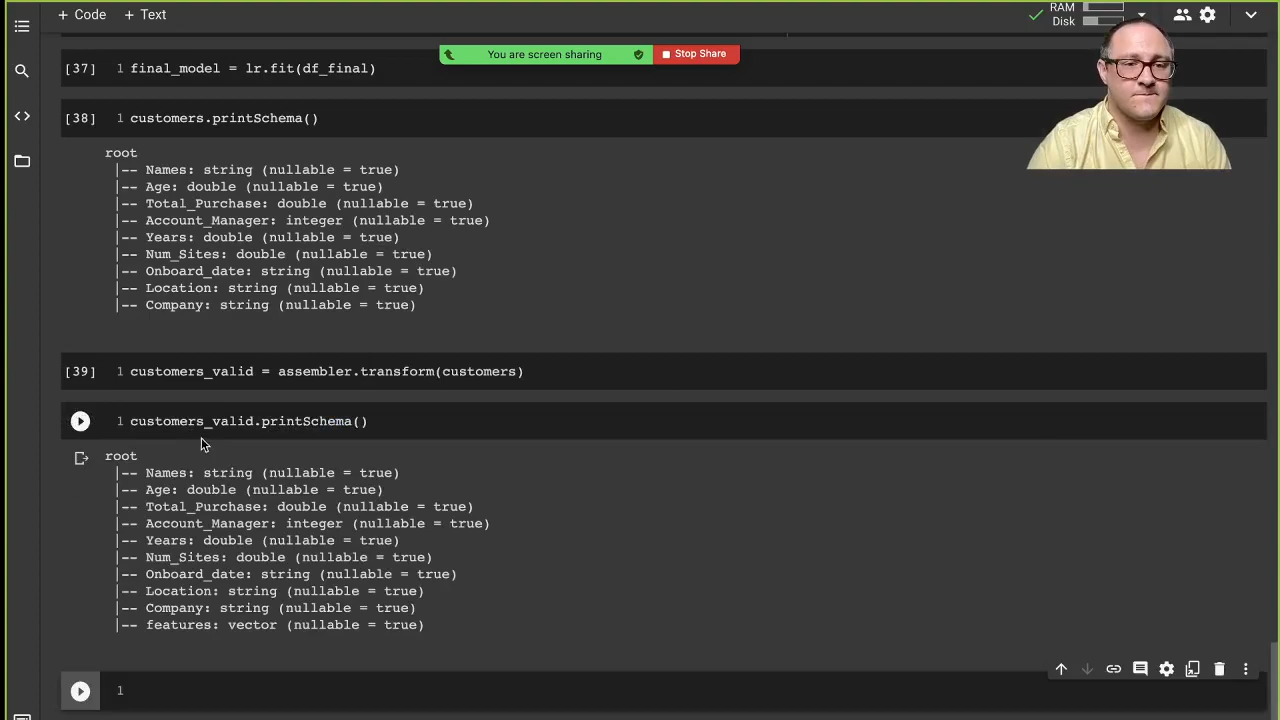 + Code + Text
RAM
Disk
You are screen sharing Stop Share
[37] 1 final_model = lr.fit(df_final)
[38] 1 customers.printSchema()
root
|-- Names: string (nullable = true)
|-- Age: double (nullable = true)
|-- Total_Purchase: double (nullable = true)
|-- Account_Manager: integer (nullable = true)
|-- Years: double (nullable = true)
|-- Num_Sites: double (nullable = true)
|-- Onboard_date: string (nullable = true)
|-- Location: string (nullable = true)
|-- Company: string (nullable = true)
[39] 1 customers_valid = assembler.transform(customers)
1 customers_valid.printSchema()
root
|-- Names: string (nullable = true)
|-- Age: double (nullable = true)
|-- Total_Purchase: double (nullable = true)
|-- Account_Manager: integer (nullable = true)
|-- Years: double (nullable = true)
|-- Num_Sites: double (nullable = true)
|-- Onboard_date: string (nullable = true)
|-- Location: string (nullable = true)
|-- Company: string (nullable = true)
|-- features: vector (nullable = true)
1